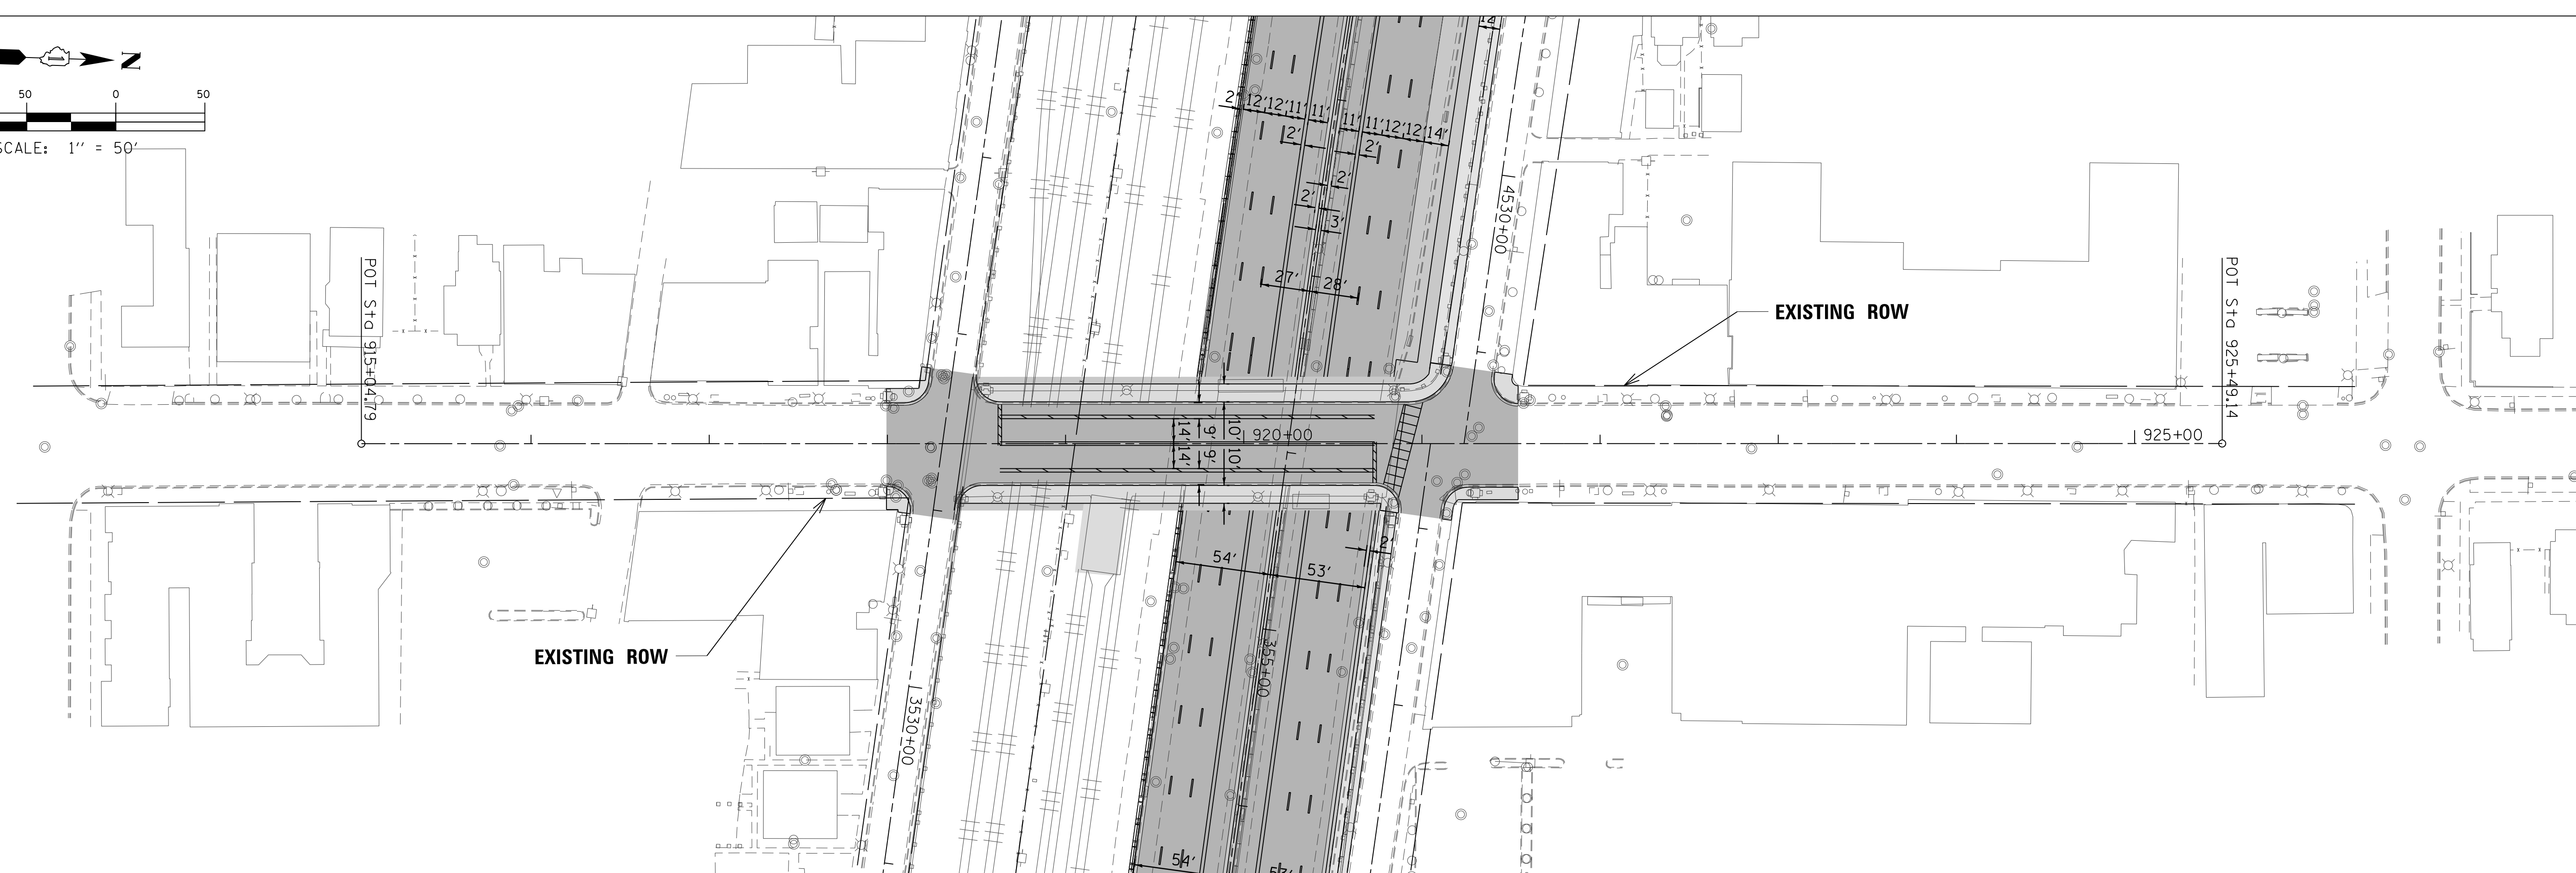 N
50 0 50
SCALE: 1'' = 50'
12'
2' 12' 12' 11' 11'
11' 11' 12' 12' 14'
2'
2'
2'
2'
3'
27' 28'
4530+00
EXISTING ROW
POT Sta 915+04.79
POT Sta 925+49.14
14' 9' 10'
14' 9' 10'
920+00
925+00
54' 53'
2'
EXISTING ROW
355+00
3530+00
54'